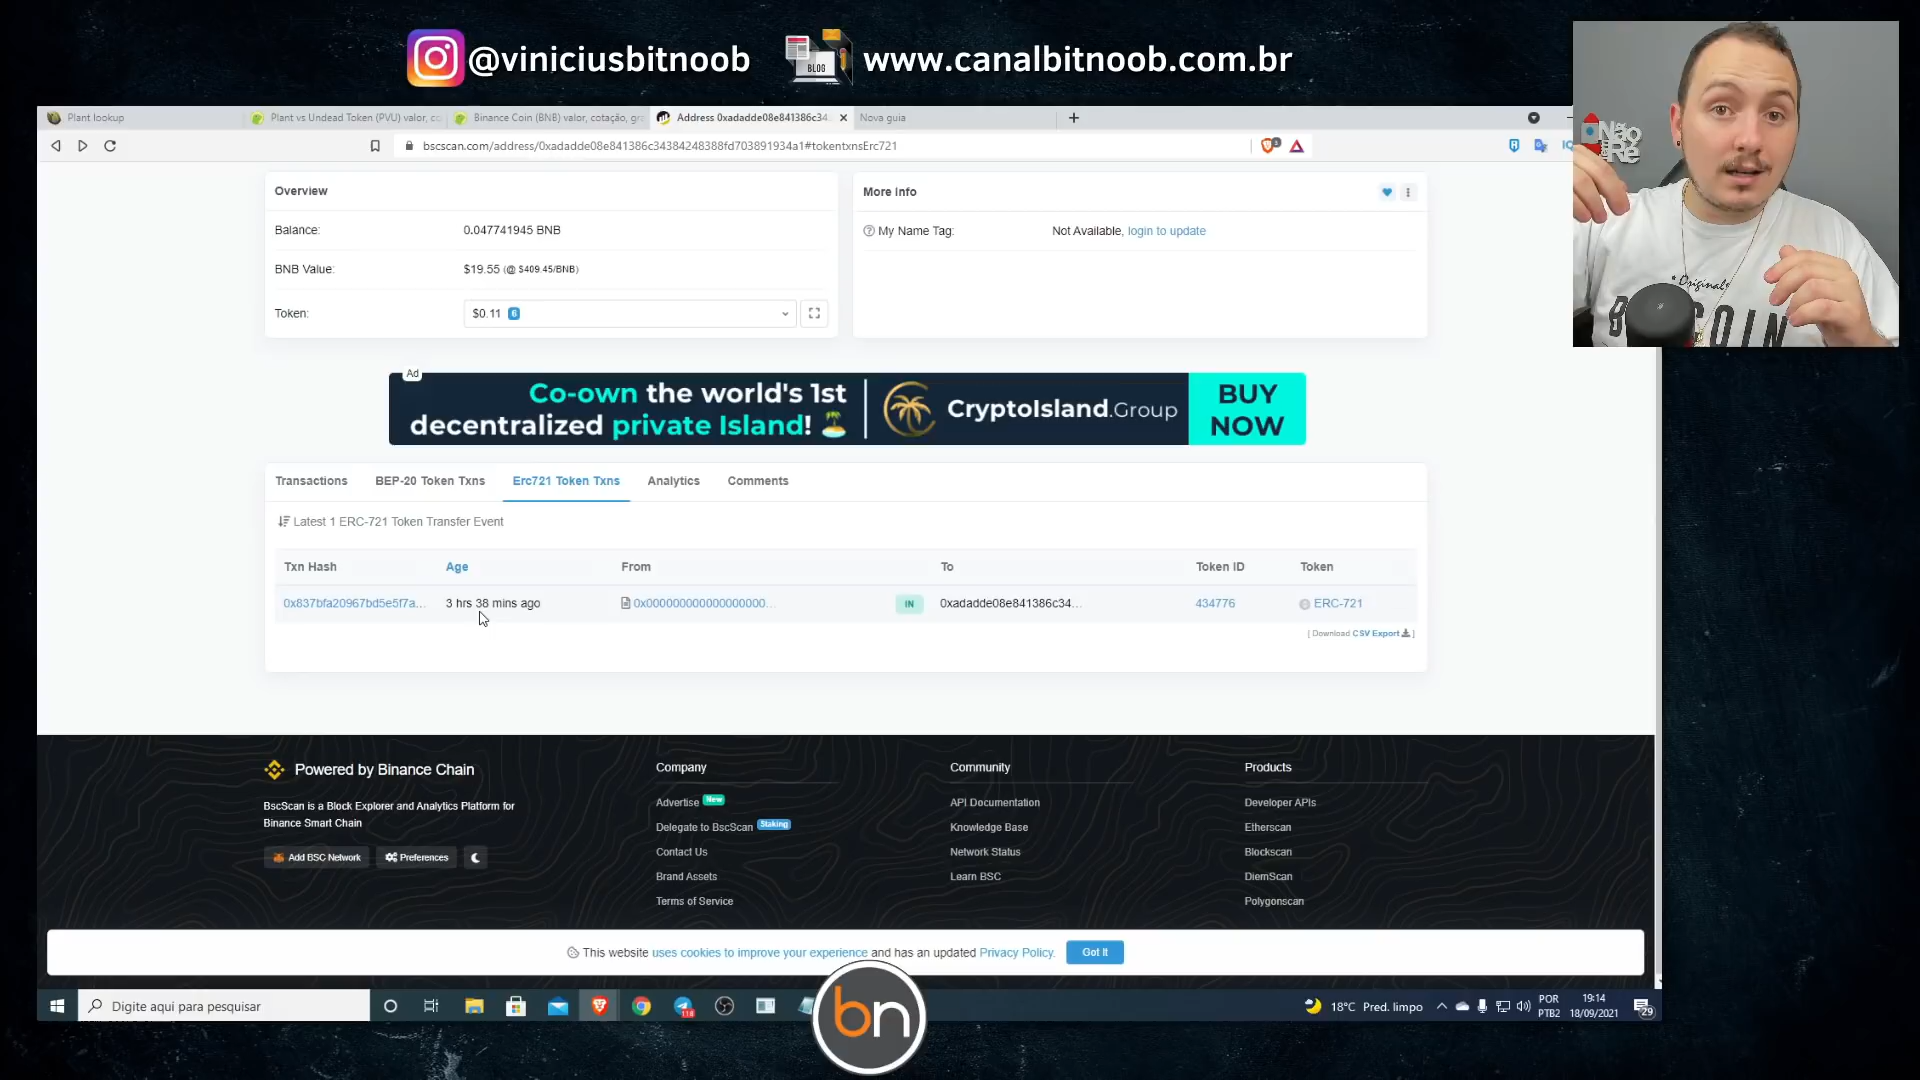 @viniciusbitnoob
BLOG
www.canalbitnoob.com.br
Plant lookup
Plant vs Undead Token (PVU) valor, co
Binance Coin (BNB) valor, cotação, grá
Address 0xadadde08e841386c34
Nova guia
bscscan.com/address/0xadadde08e841386c34384248388fd703891934a1#tokentxnsErc721
3
Overview
Balance:
0.047741945 BNB
BNB Value:
$19.55 (@ $409.45/BNB)
Token:
$0.11 6
More Info
My Name Tag:
Not Available, login to update
Ad
Co-own the world's 1st
decentralized private Island!
CryptoIsland.Group
BUY
NOW
Transactions
BEP-20 Token Txns
Erc721 Token Txns
Analytics
Comments
Latest 1 ERC-721 Token Transfer Event
Txn Hash
Age
From
To
Token ID
Token
0x837bfa20967bd5e5f7a...
3 hrs 38 mins ago
0x000000000000000000...
IN
0xadadde08e841386c34...
434776
ERC-721
[ Download CSV Export ]
Powered by Binance Chain
BscScan is a Block Explorer and Analytics Platform for
Binance Smart Chain
Add BSC Network
Preferences
Company
Advertise New
Delegate to BscScan Staking
Contact Us
Brand Assets
Terms of Service
Community
API Documentation
Knowledge Base
Network Status
Learn BSC
Products
Developer APIs
Etherscan
Blockscan
DiemScan
Polygonscan
This website uses cookies to improve your experience and has an updated Privacy Policy.
Got It
Digite aqui para pesquisar
118
18°C Pred. limpo
POR
PTB2
19:14
18/09/2021
29
bn
Não
Ré
Originals